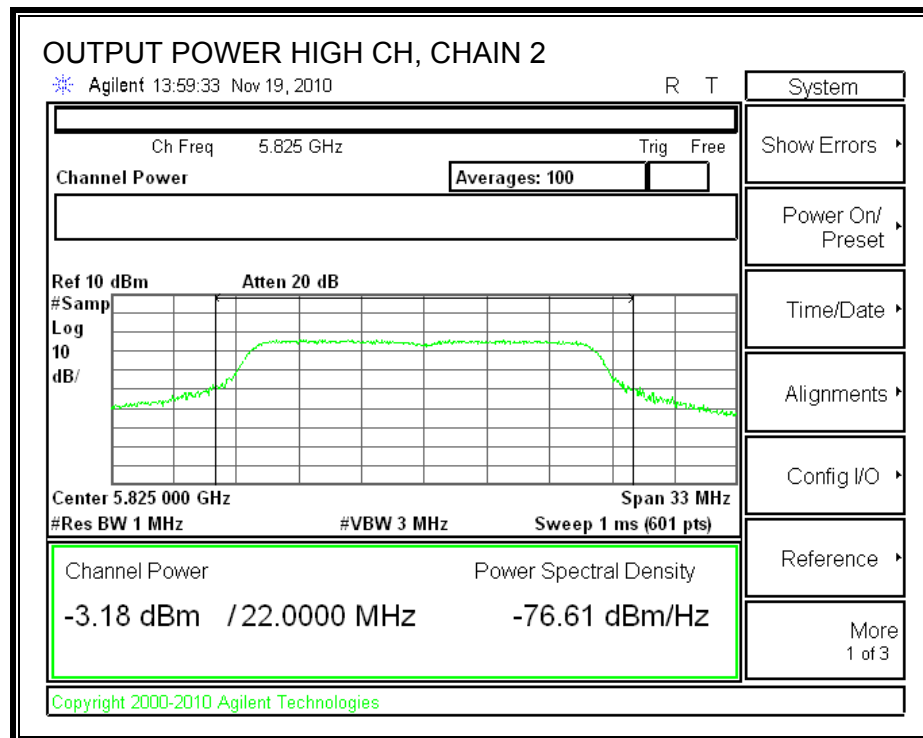 OUTPUT POWER HIGH CH, CHAIN 2
Agilent 13:59:33 Nov 19, 2010 R T
System
Ch Freq 5.825 GHz Trig Free
Show Errors
Channel Power
Averages: 100
Power On/
Preset
Ref 10 dBm Atten 20 dB
#Samp
Log
10
dB/
Time/Date
Alignments
Config I/O
Center 5.825 000 GHz Span 33 MHz
#Res BW 1 MHz #VBW 3 MHz Sweep 1 ms (601 pts)
Reference
Channel Power Power Spectral Density
-3.18 dBm / 22.0000 MHz -76.61 dBm/Hz
More
1 of 3
Copyright 2000-2010 Agilent Technologies